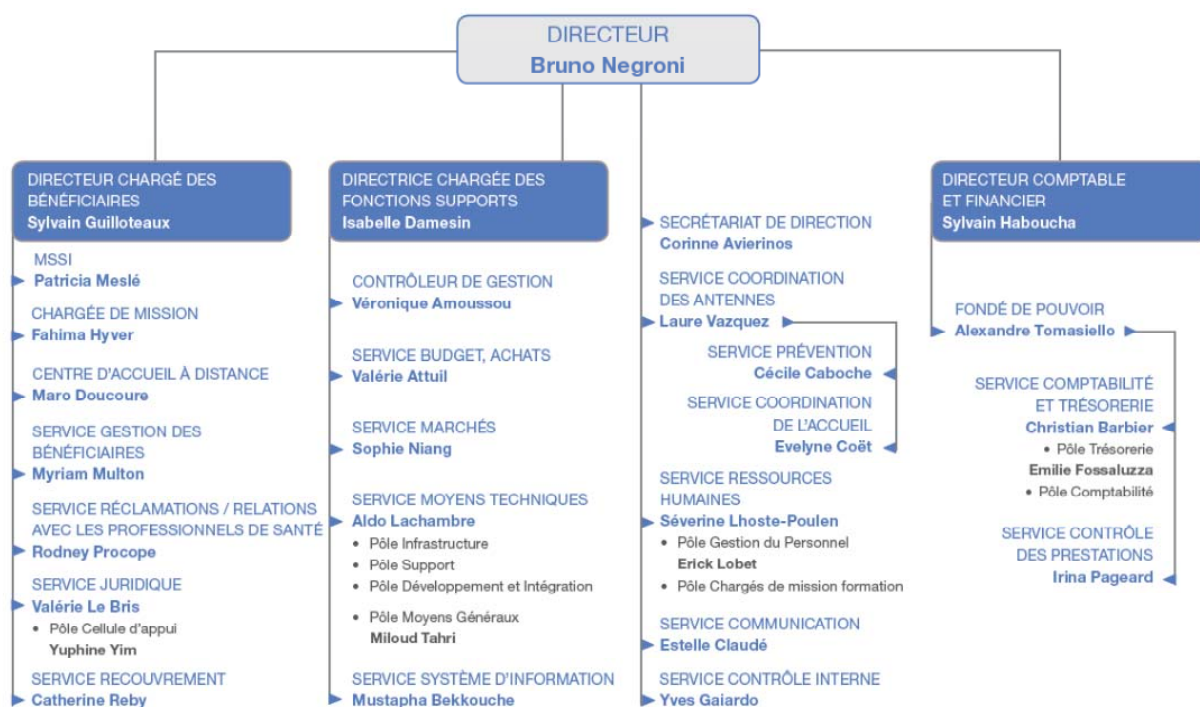 DIRECTEUR
Bruno Negroni
DIRECTEUR CHARGÉ DES
BÉNÉFICIAIRES
Sylvain Guilloteaux
MSSI
Patricia Meslé
CHARGÉE DE MISSION
Fahima Hyver
CENTRE D'ACCUEIL À DISTANCE
Maro Doucoure
SERVICE GESTION DES
BÉNÉFICIAIRES
Myriam Multon
SERVICE RÉCLAMATIONS / RELATIONS
AVEC LES PROFESSIONNELS DE SANTÉ
Rodney Procope
SERVICE JURIDIQUE
Valérie Le Bris
• Pôle Cellule d'appui
Yuphine Yim
SERVICE RECOUVREMENT
Catherine Reby
DIRECTRICE CHARGÉE DES
FONCTIONS SUPPORTS
Isabelle Damesin
CONTRÔLEUR DE GESTION
Véronique Amoussou
SERVICE BUDGET, ACHATS
Valérie Attuil
SERVICE MARCHÉS
Sophie Niang
SERVICE MOYENS TECHNIQUES
Aldo Lachambre
• Pôle Infrastructure
• Pôle Support
• Pôle Développement et Intégration
• Pôle Moyens Généraux
Miloud Tahri
SERVICE SYSTÈME D'INFORMATION
Mustapha Bekkouche
SECRÉTARIAT DE DIRECTION
Corinne Avierinos
SERVICE COORDINATION
DES ANTENNES
Laure Vazquez
SERVICE PRÉVENTION
Cécile Caboche
SERVICE COORDINATION
DE L'ACCUEIL
Evelyne Coët
SERVICE RESSOURCES
HUMAINES
Séverine Lhoste-Poulen
• Pôle Gestion du Personnel
Erick Lobet
• Pôle Chargés de mission formation
SERVICE COMMUNICATION
Estelle Claudé
SERVICE CONTRÔLE INTERNE
Yves Gaiardo
DIRECTEUR COMPTABLE
ET FINANCIER
Sylvain Haboucha
FONDÉ DE POUVOIR
Alexandre Tomasiello
SERVICE COMPTABILITÉ
ET TRÉSORERIE
Christian Barbier
• Pôle Trésorerie
Emilie Fossaluzza
• Pôle Comptabilité
SERVICE CONTRÔLE
DES PRESTATIONS
Irina Pageard